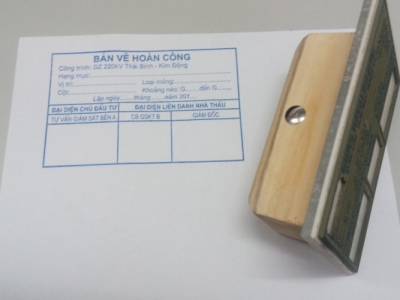 BẢN VẼ HOÀN CÔNG
Công trình: ĐZ 220kV Thái Bình - Kim Động
Hạng mục:................................
Vị trí:.................... Loại móng:....................
Cột:.................... Khoảng néo: G........đến G........
Lập ngày.......tháng.......năm 201....
ĐẠI DIỆN CHỦ ĐẦU TƯ ĐẠI DIỆN LIÊN DANH NHÀ THẦU
TƯ VẤN GIÁM SÁT BÊN A CB.GSKT.B GIÁM ĐỐC